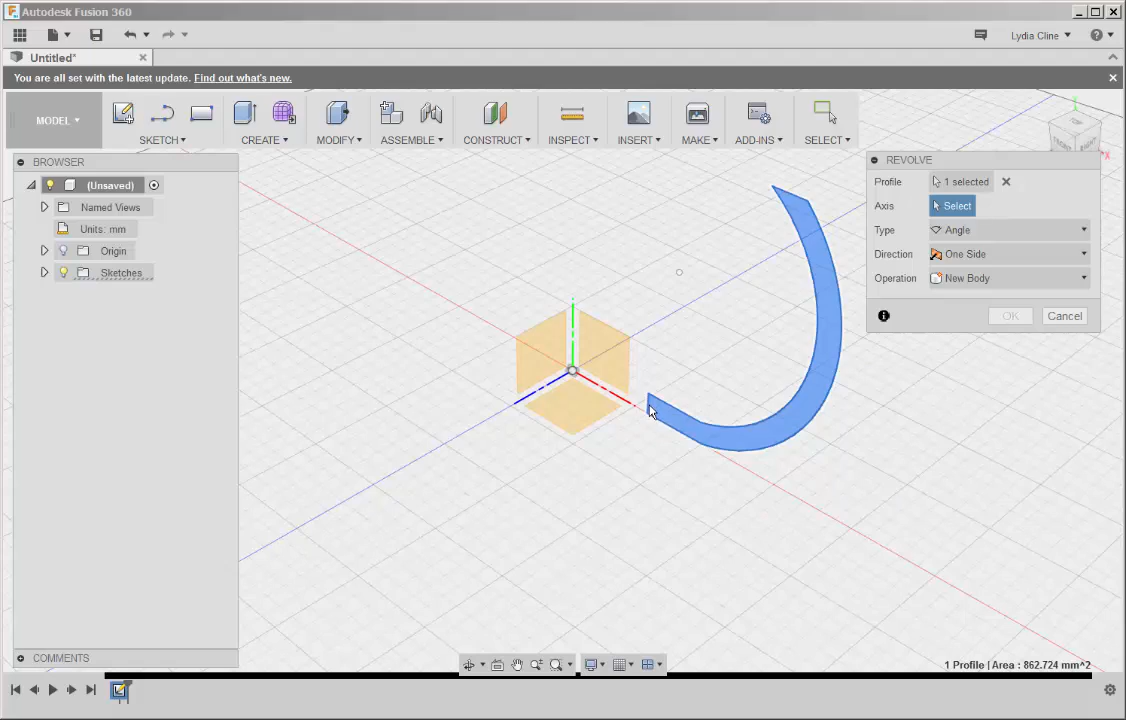 Autodesk Fusion 360
Lydia Cline
Untitled*
You are all set with the latest update. Find out what's new.
MODEL
SKETCH
CREATE
MODIFY
ASSEMBLE
CONSTRUCT
INSPECT
INSERT
MAKE
ADD-INS
SELECT
BROWSER
(Unsaved)
Named Views
Units: mm
Origin
Sketches
REVOLVE
Profile 1 selected
Axis Select
Type Angle
Direction One Side
Operation New Body
OK Cancel
COMMENTS
1 Profile | Area : 862.724 mm^2